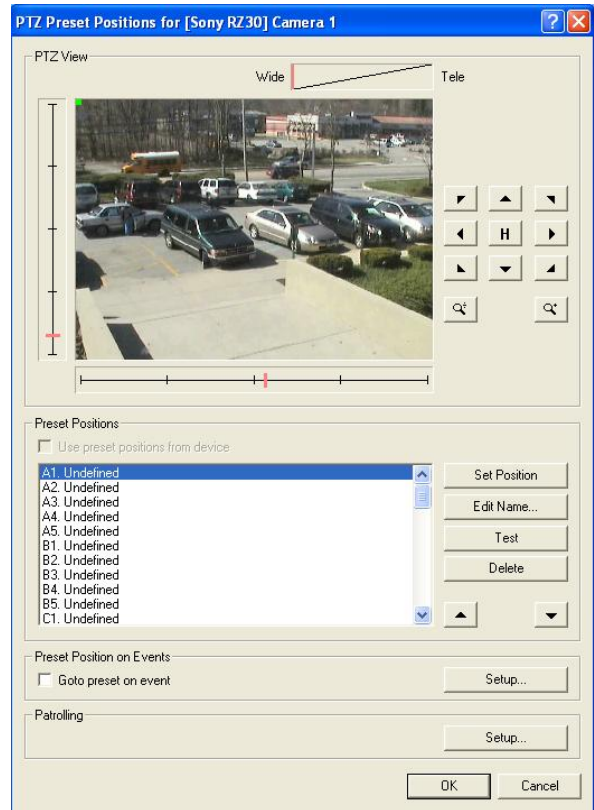 PTZ Preset Positions for [Sony RZ30] Camera 1
PTZ View
Wide
Tele
H
Preset Positions
Use preset positions from device
A1. Undefined
A2. Undefined
A3. Undefined
A4. Undefined
A5. Undefined
B1. Undefined
B2. Undefined
B3. Undefined
B4. Undefined
B5. Undefined
C1. Undefined
Set Position
Edit Name...
Test
Delete
Preset Position on Events
Goto preset on event
Setup...
Patrolling
Setup...
OK
Cancel